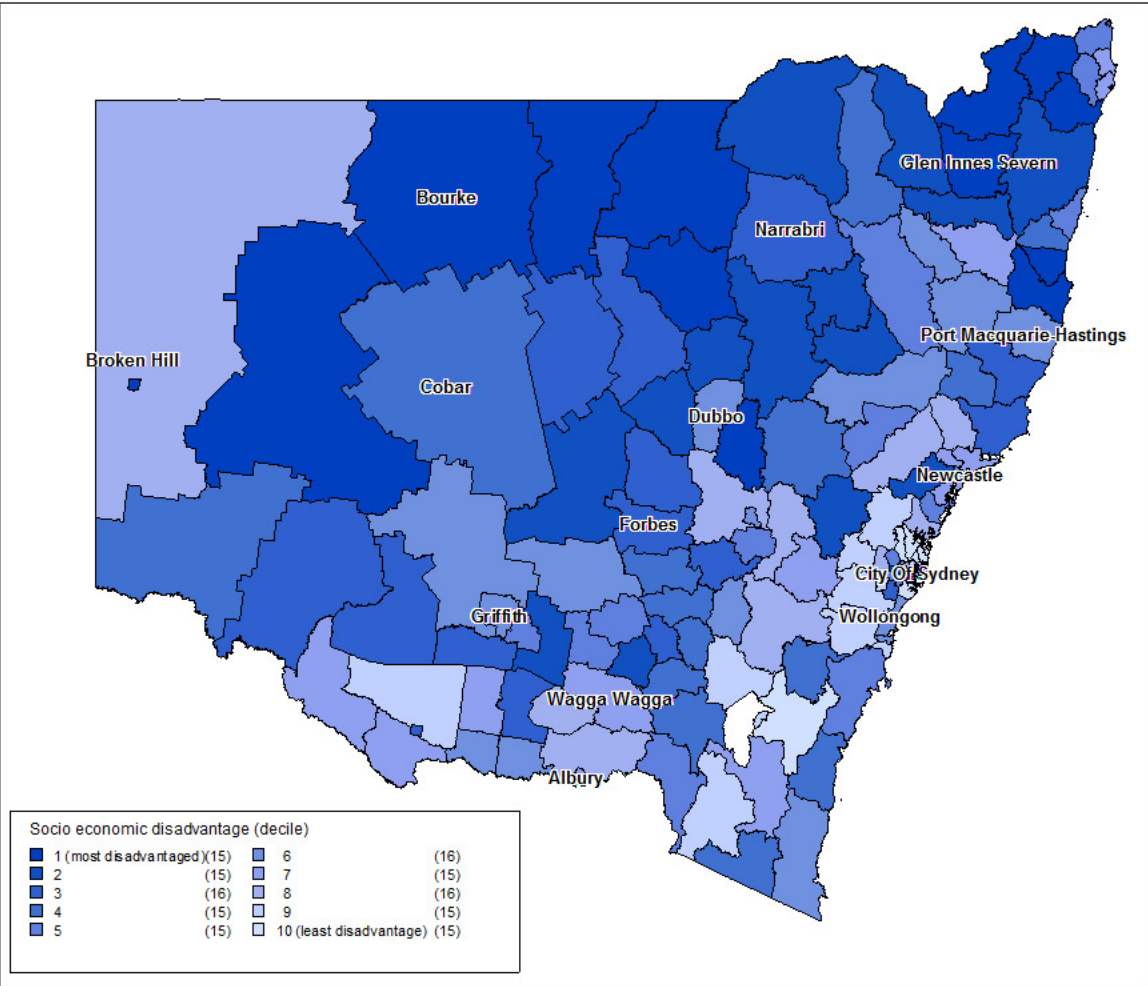 Glen Innes Severn
Bourke
Narrabri
Port Macquarie-Hastings
Broken Hill
Cobar
Dubbo
Newcastle
Forbes
City Of Sydney
Griffith
Wollongong
Wagga Wagga
Albury
Socio economic disadvantage (decile)
1 (most disadvantaged) (15) 6 (16)
2 (15) 7 (15)
3 (16) 8 (16)
4 (15) 9 (15)
5 (15) 10 (least disadvantage) (15)